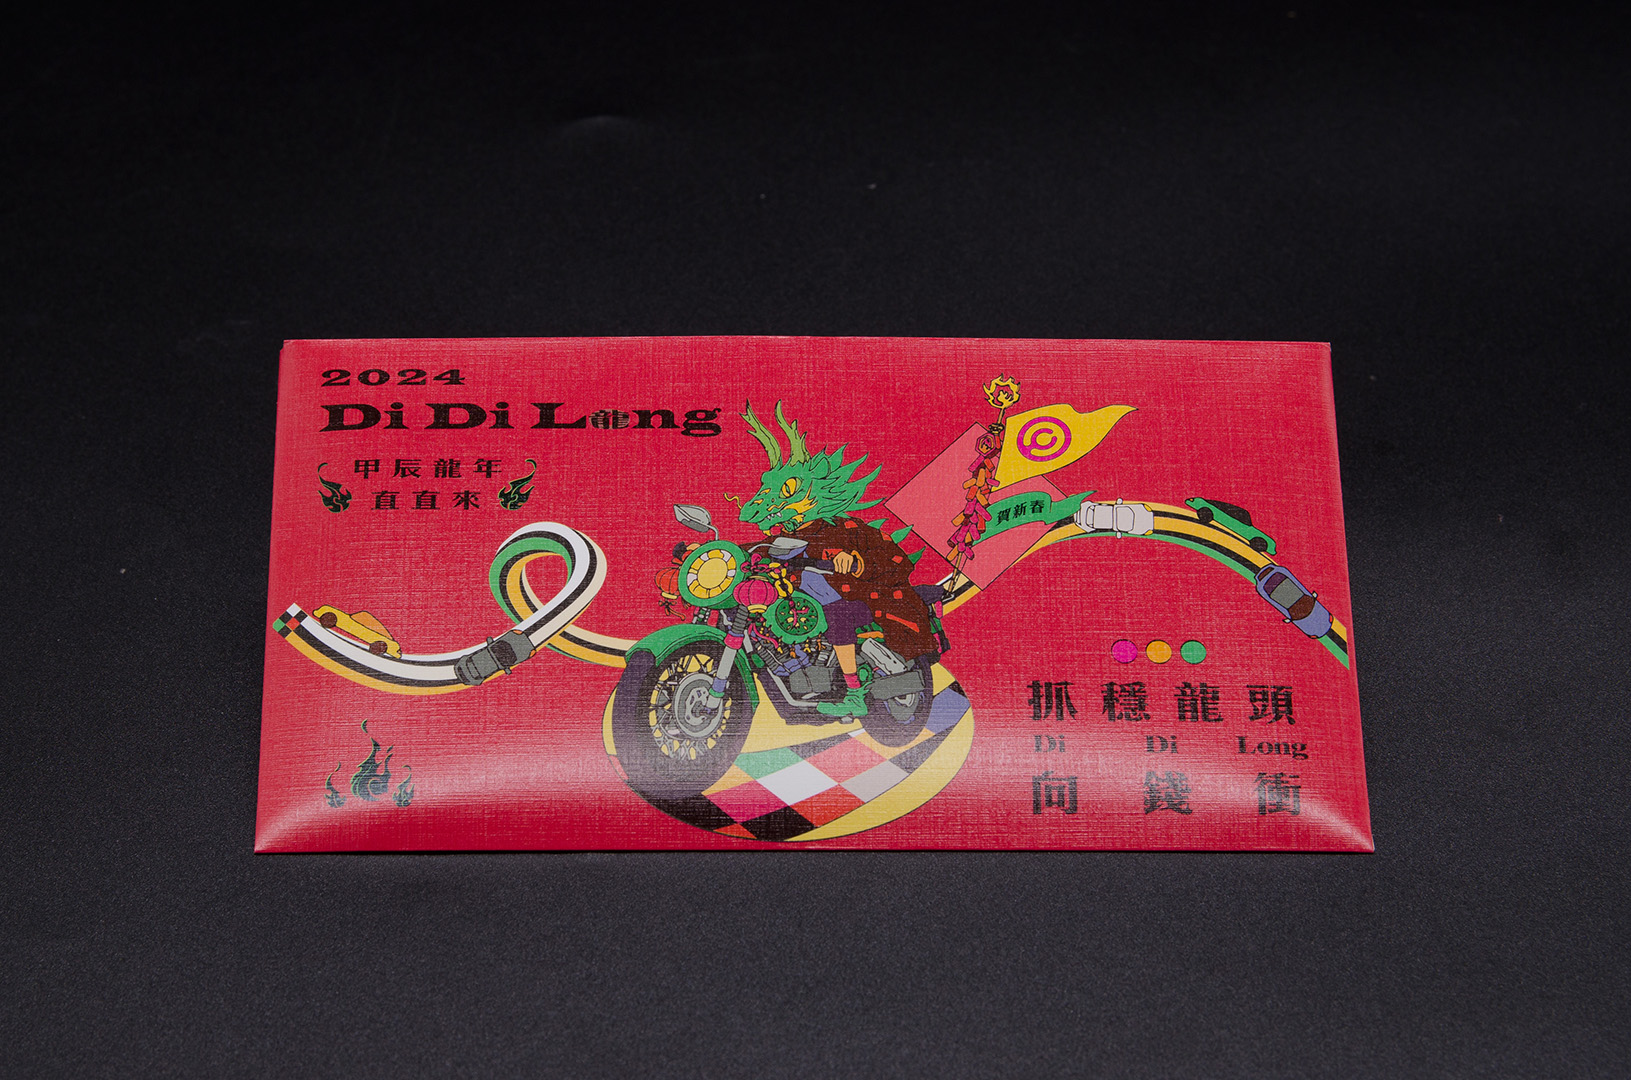 2024
Di Di L龍ng
甲辰龍年
直直來
賀新春
抓穩龍頭
Di Di Long
向錢衝